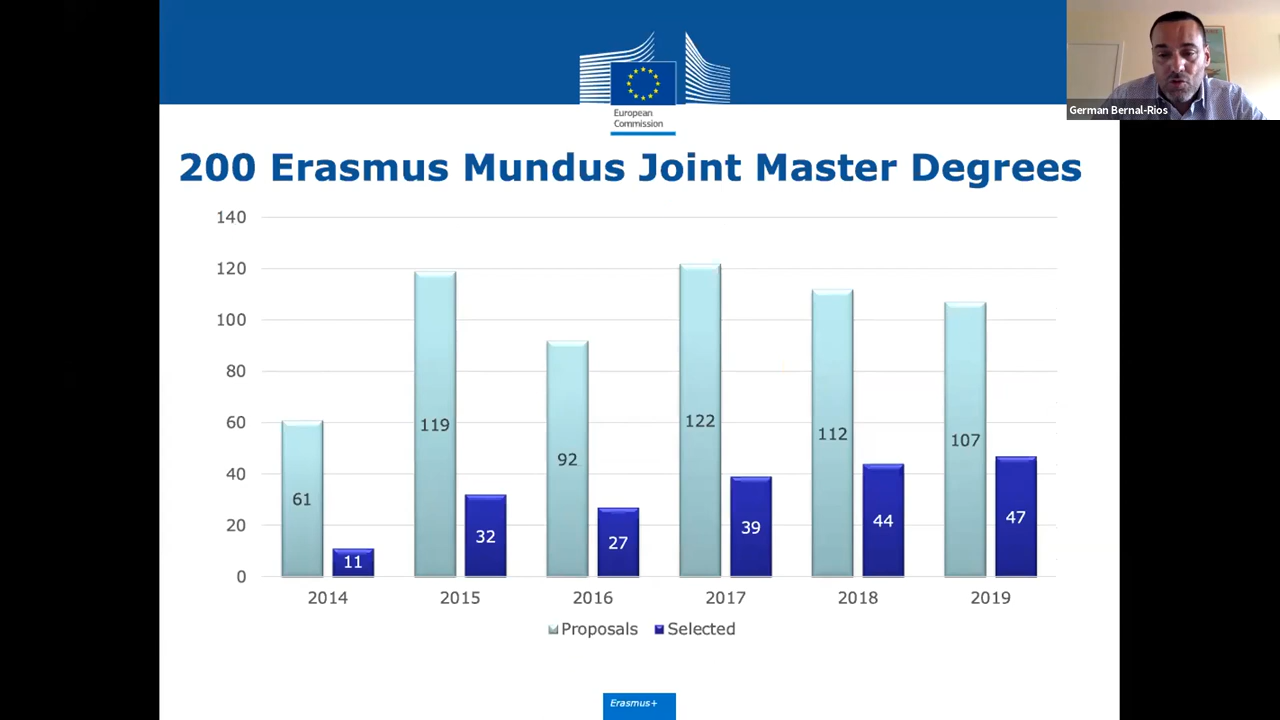 European
Commission
German Bernal-Rios
200 Erasmus Mundus Joint Master Degrees
140
120
100
80
60
40
20
0
61
11
119
32
92
27
122
39
112
44
107
47
2014 2015 2016 2017 2018 2019
Proposals Selected
Erasmus+